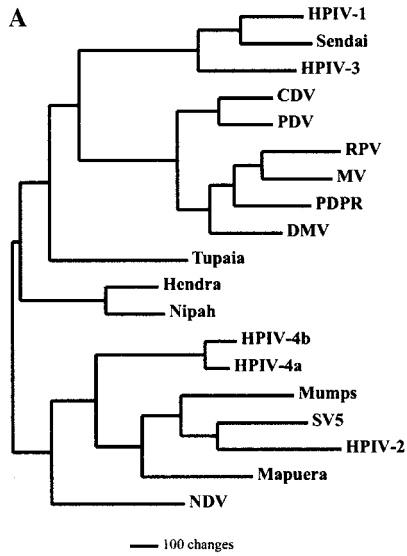 A
HPIV-1
Sendai
HPIV-3
CDV
PDV
RPV
MV
PDPR
DMV
Tupaia
Hendra
Nipah
HPIV-4b
HPIV-4a
Mumps
SV5
HPIV-2
Mapuera
NDV
100 changes